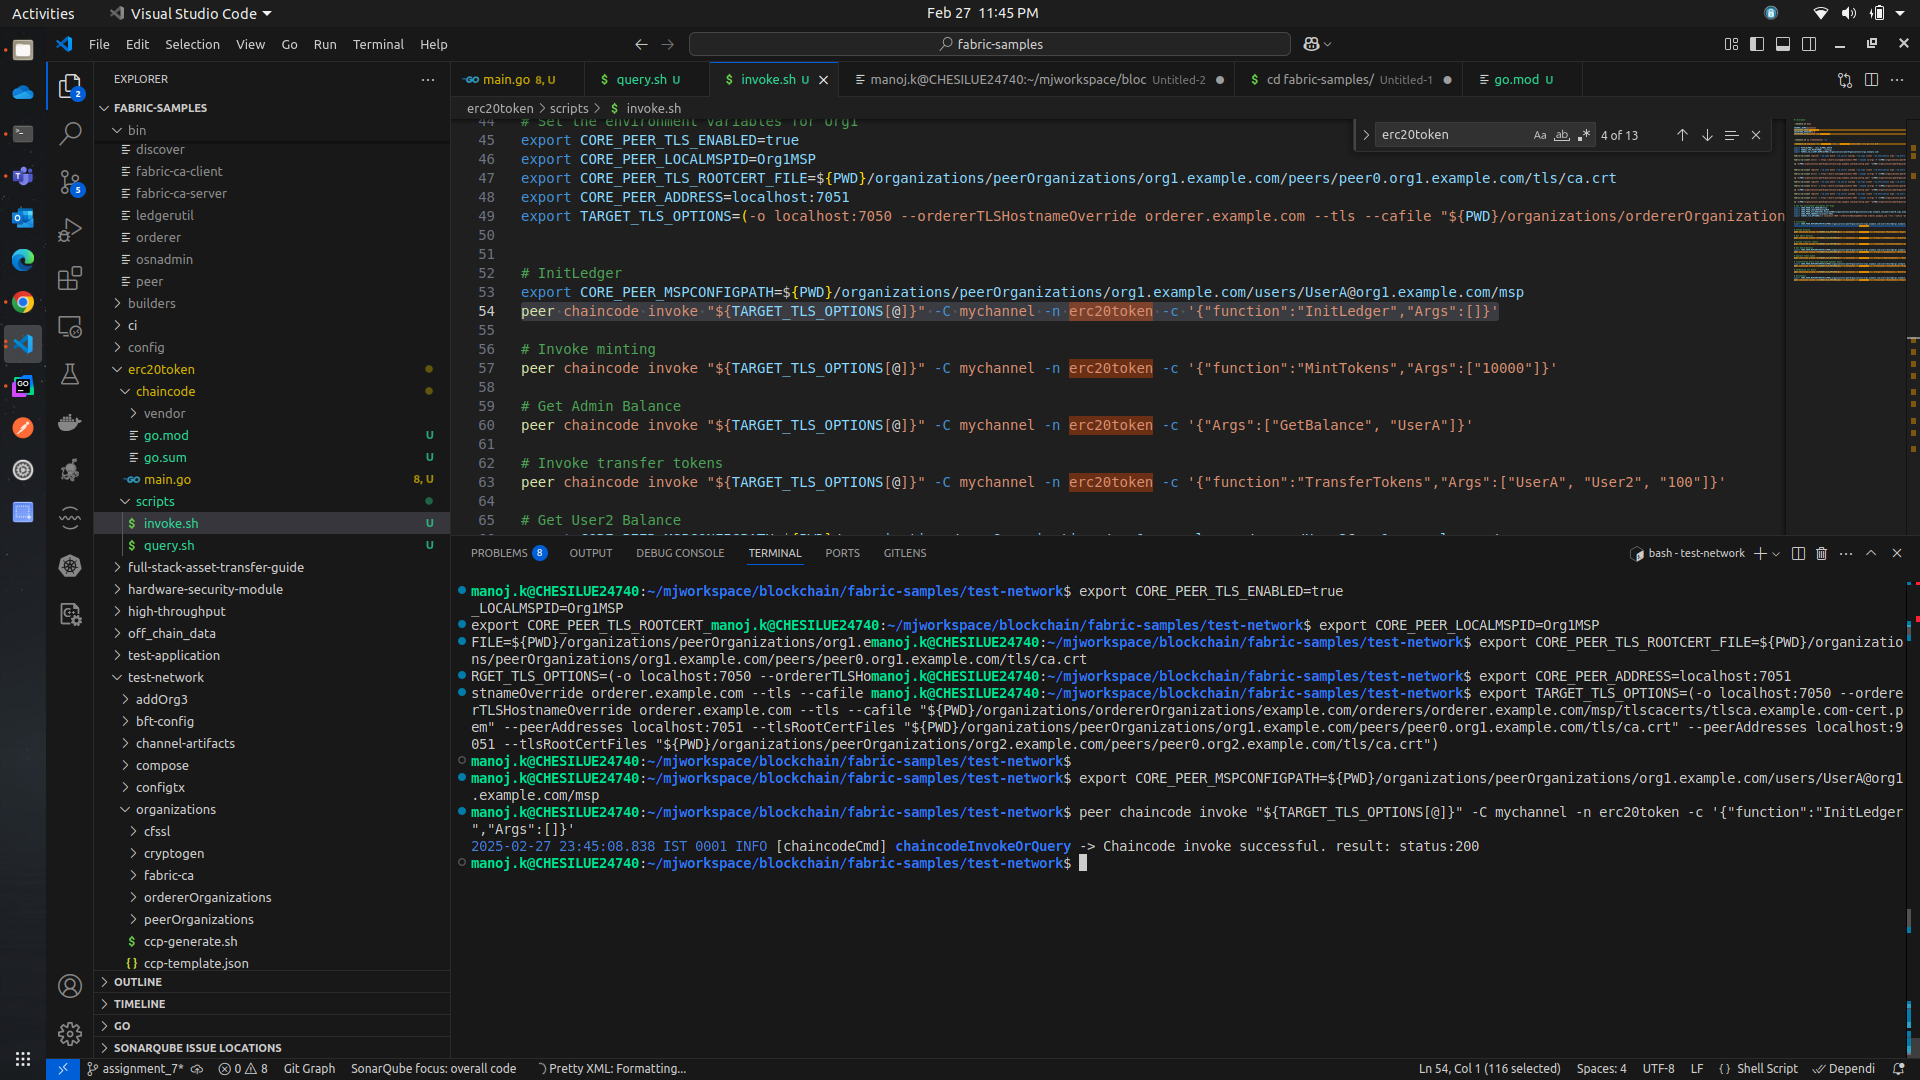 Activities
Visual Studio Code
Feb 27 11:45 PM
File Edit Selection View Go Run Terminal Help
fabric-samples
EXPLORER
main.go 8, U
query.sh U
invoke.sh U
manoj.k@CHESILUE24740:~/mjworkspace/bloc Untitled-2
cd fabric-samples/ Untitled-1
go.mod U
erc20token > scripts > $ invoke.sh
2
5
FABRIC-SAMPLES
bin
discover
fabric-ca-client
fabric-ca-server
ledgerutil
orderer
osnadmin
peer
builders
ci
config
erc20token
chaincode
vendor
go.mod U
go.sum U
main.go 8, U
scripts
invoke.sh U
query.sh U
full-stack-asset-transfer-guide
hardware-security-module
high-throughput
off_chain_data
test-application
test-network
addOrg3
bft-config
channel-artifacts
compose
configtx
organizations
cfssl
cryptogen
fabric-ca
ordererOrganizations
peerOrganizations
ccp-generate.sh
ccp-template.json
OUTLINE
TIMELINE
GO
SONARQUBE ISSUE LOCATIONS
erc20token
4 of 13
44 # Set the environment variables for Org1
45 export CORE_PEER_TLS_ENABLED=true
46 export CORE_PEER_LOCALMSPID=Org1MSP
47 export CORE_PEER_TLS_ROOTCERT_FILE=${PWD}/organizations/peerOrganizations/org1.example.com/peers/peer0.org1.example.com/tls/ca.crt
48 export CORE_PEER_ADDRESS=localhost:7051
49 export TARGET_TLS_OPTIONS=(-o localhost:7050 --ordererTLSHostnameOverride orderer.example.com --tls --cafile "${PWD}/organizations/ordererOrganization
50
51
52 # InitLedger
53 export CORE_PEER_MSPCONFIGPATH=${PWD}/organizations/peerOrganizations/org1.example.com/users/UserA@org1.example.com/msp
54 peer chaincode invoke "${TARGET_TLS_OPTIONS[@]}" -C mychannel -n erc20token -c '{"function":"InitLedger","Args":[]}'
55
56 # Invoke minting
57 peer chaincode invoke "${TARGET_TLS_OPTIONS[@]}" -C mychannel -n erc20token -c '{"function":"MintTokens","Args":["10000"]}'
58
59 # Get Admin Balance
60 peer chaincode invoke "${TARGET_TLS_OPTIONS[@]}" -C mychannel -n erc20token -c '{"Args":["GetBalance", "UserA"]}'
61
62 # Invoke transfer tokens
63 peer chaincode invoke "${TARGET_TLS_OPTIONS[@]}" -C mychannel -n erc20token -c '{"function":"TransferTokens","Args":["UserA", "User2", "100"]}'
64
65 # Get User2 Balance
PROBLEMS 8 OUTPUT DEBUG CONSOLE TERMINAL PORTS GITLENS
bash - test-network
manoj.k@CHESILUE24740:~/mjworkspace/blockchain/fabric-samples/test-network$ export CORE_PEER_TLS_ENABLED=true
_LOCALMSPID=Org1MSP
export CORE_PEER_TLS_ROOTCERT_manoj.k@CHESILUE24740:~/mjworkspace/blockchain/fabric-samples/test-network$ export CORE_PEER_LOCALMSPID=Org1MSP
FILE=${PWD}/organizations/peerOrganizations/org1.emanoj.k@CHESILUE24740:~/mjworkspace/blockchain/fabric-samples/test-network$ export CORE_PEER_TLS_ROOTCERT_FILE=${PWD}/organizatio
ns/peerOrganizations/org1.example.com/peers/peer0.org1.example.com/tls/ca.crt
RGET_TLS_OPTIONS=(-o localhost:7050 --ordererTLSHomanoj.k@CHESILUE24740:~/mjworkspace/blockchain/fabric-samples/test-network$ export CORE_PEER_ADDRESS=localhost:7051
stnameOverride orderer.example.com --tls --cafile manoj.k@CHESILUE24740:~/mjworkspace/blockchain/fabric-samples/test-network$ export TARGET_TLS_OPTIONS=(-o localhost:7050 --ordere
rTLSHostnameOverride orderer.example.com --tls --cafile "${PWD}/organizations/ordererOrganizations/example.com/orderers/orderer.example.com/msp/tlscacerts/tlsca.example.com-cert.p
em" --peerAddresses localhost:7051 --tlsRootCertFiles "${PWD}/organizations/peerOrganizations/org1.example.com/peers/peer0.org1.example.com/tls/ca.crt" --peerAddresses localhost:9
051 --tlsRootCertFiles "${PWD}/organizations/peerOrganizations/org2.example.com/peers/peer0.org2.example.com/tls/ca.crt")
manoj.k@CHESILUE24740:~/mjworkspace/blockchain/fabric-samples/test-network$
manoj.k@CHESILUE24740:~/mjworkspace/blockchain/fabric-samples/test-network$ export CORE_PEER_MSPCONFIGPATH=${PWD}/organizations/peerOrganizations/org1.example.com/users/UserA@org1
.example.com/msp
manoj.k@CHESILUE24740:~/mjworkspace/blockchain/fabric-samples/test-network$ peer chaincode invoke "${TARGET_TLS_OPTIONS[@]}" -C mychannel -n erc20token -c '{"function":"InitLedger
","Args":[]}'
2025-02-27 23:45:08.838 IST 0001 INFO [chaincodeCmd] chaincodeInvokeOrQuery -> Chaincode invoke successful. result: status:200
manoj.k@CHESILUE24740:~/mjworkspace/blockchain/fabric-samples/test-network$
assignment_7* 0 8 Git Graph SonarQube focus: overall code Pretty XML: Formatting...
Ln 54, Col 1 (116 selected) Spaces: 4 UTF-8 LF {} Shell Script Dependi